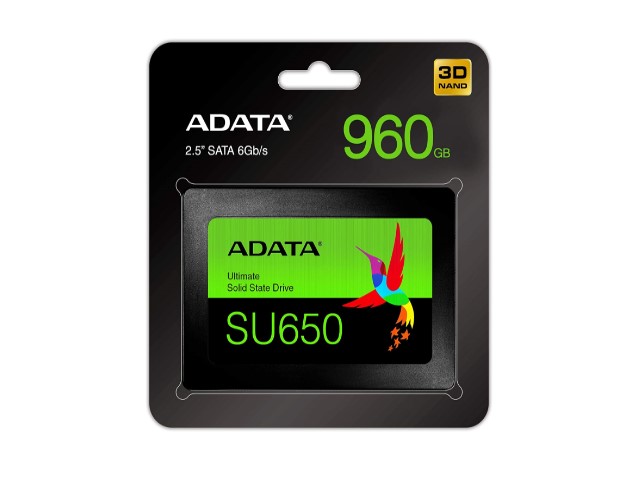 3D
NAND
ADATA®
960GB
2.5" SATA 6Gb/s
ADATA®
Ultimate
Solid State Drive
SU650